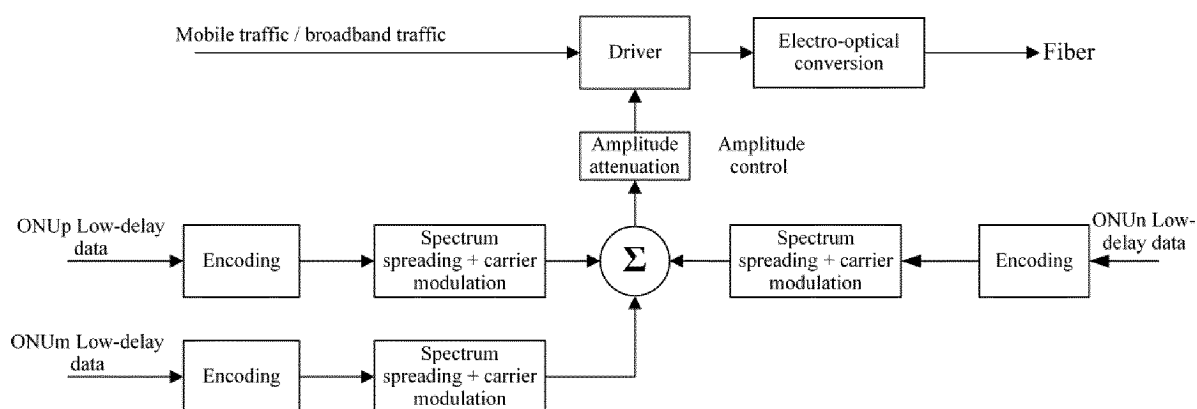 Mobile traffic / broadband traffic
Driver
Electro-optical
conversion
Fiber
Amplitude
attenuation
Amplitude
control
ONUp Low-delay
data
Encoding
Spectrum
spreading + carrier
modulation
Σ
Spectrum
spreading + carrier
modulation
Encoding
ONUn Low-
delay data
ONUm Low-delay
data
Encoding
Spectrum
spreading + carrier
modulation